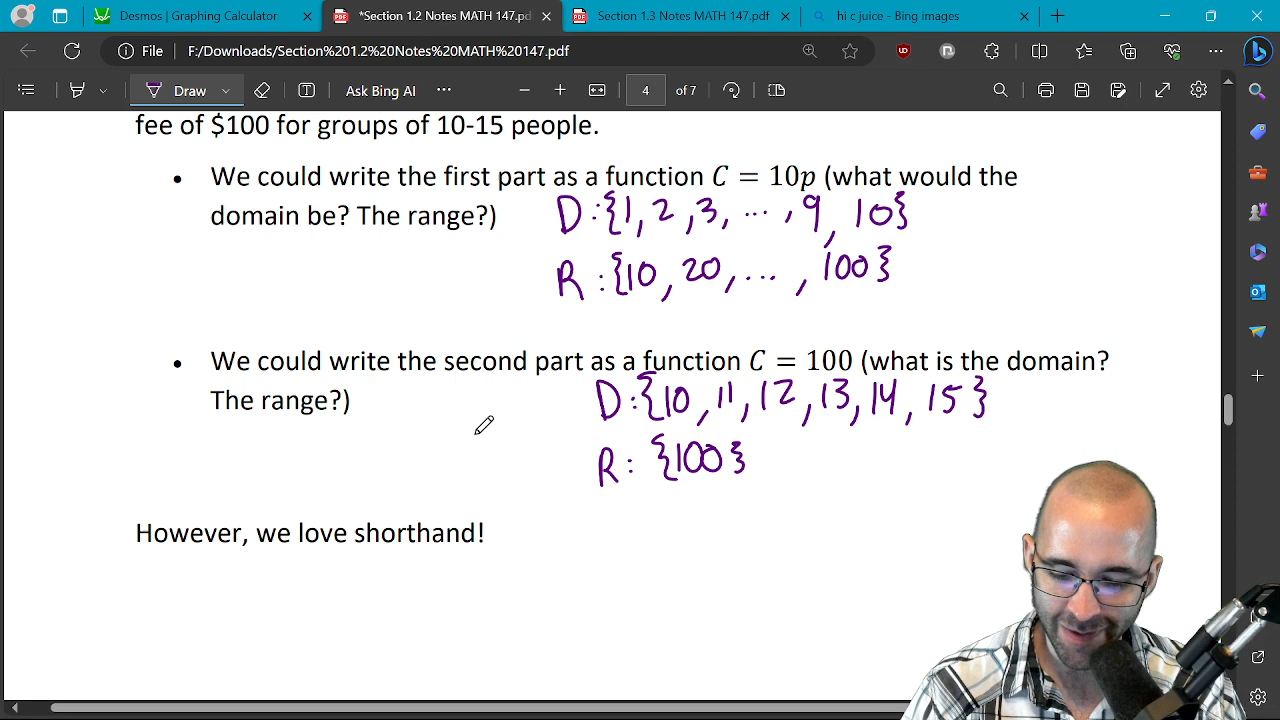 Desmos | Graphing Calculator
*Section 1.2 Notes MATH 147.pd
Section 1.3 Notes MATH 147.pdf
hi c juice - Bing images
File
F:/Downloads/Section%201.2%20Notes%20MATH%20147.pdf
Draw
Ask Bing AI
4 of 7
fee of $100 for groups of 10-15 people.
• We could write the first part as a function C = 10p (what would the
domain be? The range?)
D:{1, 2, 3, ..., 9, 10}
R:{10, 20, ..., 100}
• We could write the second part as a function C = 100 (what is the domain?
The range?)
D:{10, 11, 12, 13, 14, 15}
R: {100}
However, we love shorthand!